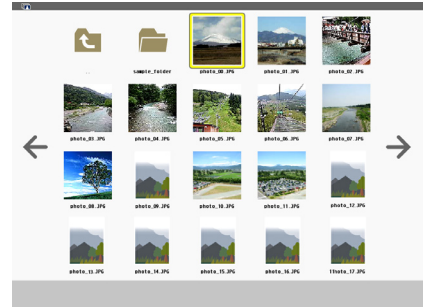 ..
sample_folder
photo_00.JPG
photo_01.JPG
photo_02.JPG
photo_03.JPG
photo_04.JPG
photo_05.JPG
photo_06.JPG
photo_07.JPG
photo_08.JPG
photo_09.JPG
photo_10.JPG
photo_11.JPG
photo_12.JPG
photo_13.JPG
photo_14.JPG
photo_15.JPG
photo_16.JPG
photo_17.JPG